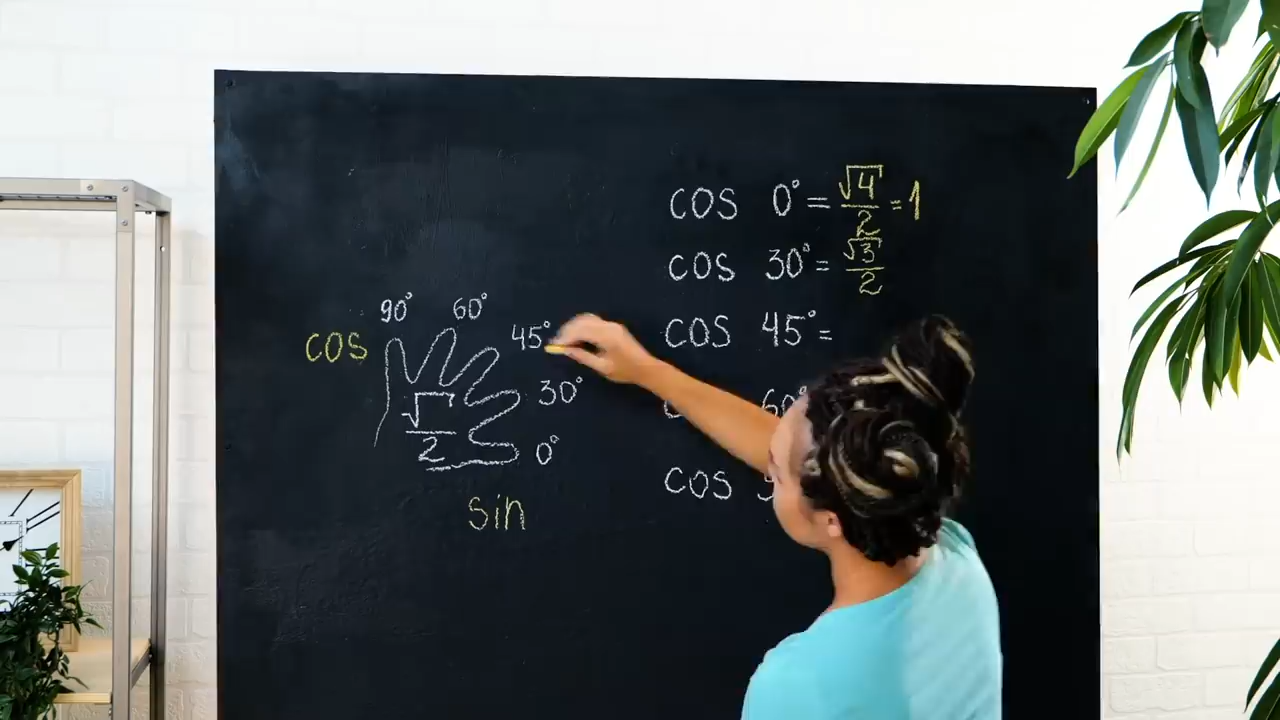 cos 0° = √4/2 = 1
cos 30° = √3/2
cos 45° =
60°
cos
90° 60°
45°
cos
30°
√
2
0°
sin